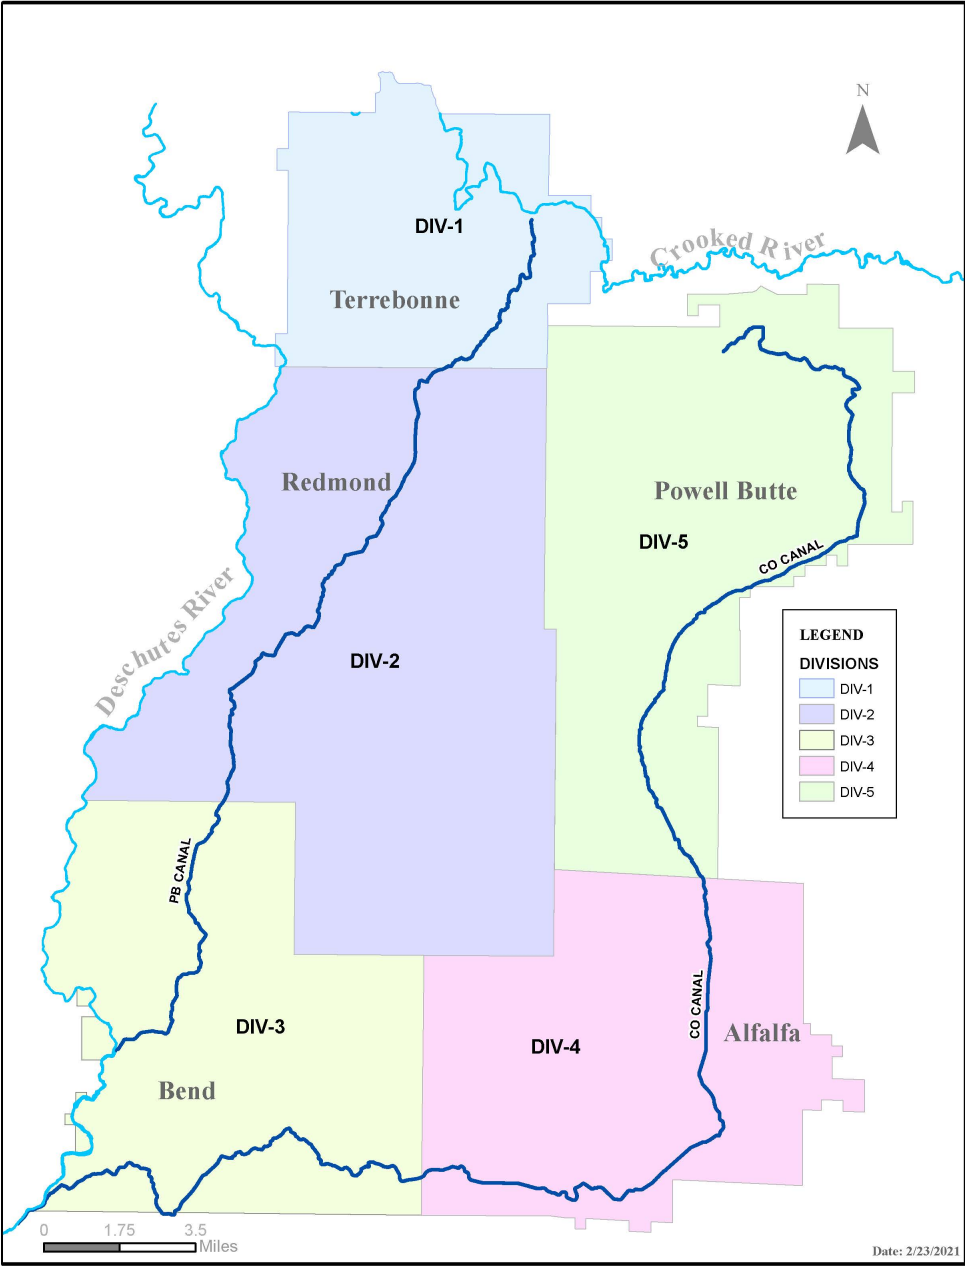 N
Crooked River
DIV-1
Terrebonne
Redmond
Powell Butte
DIV-5
CO CANAL
Deschutes River
DIV-2
LEGEND
DIVISIONS
DIV-1
DIV-2
DIV-3
DIV-4
DIV-5
PB CANAL
CO CANAL
DIV-3
Alfalfa
DIV-4
Bend
0 1.75 3.5
Miles
Date: 2/23/2021